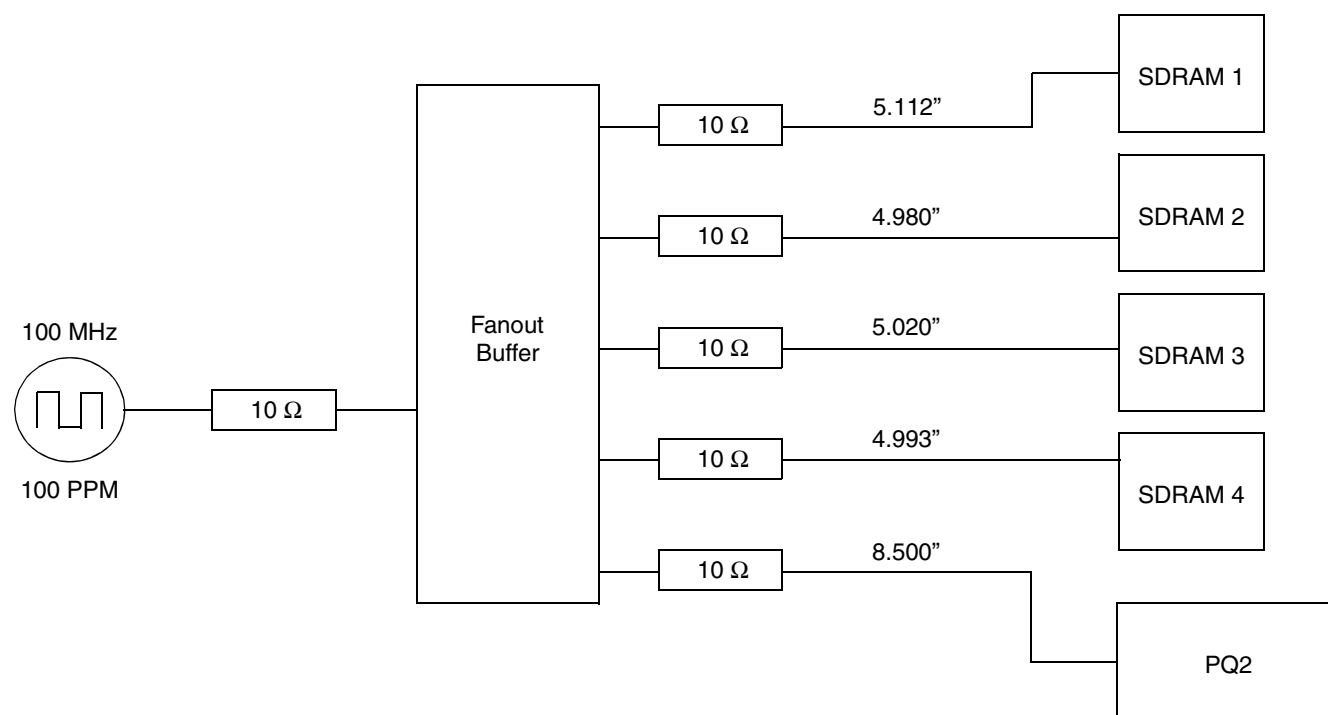 5.112”
SDRAM 1
10 Ω
4.980”
SDRAM 2
10 Ω
100 MHz
Fanout
Buffer
5.020”
SDRAM 3
10 Ω
10 Ω
4.993”
10 Ω
SDRAM 4
100 PPM
8.500”
10 Ω
PQ2